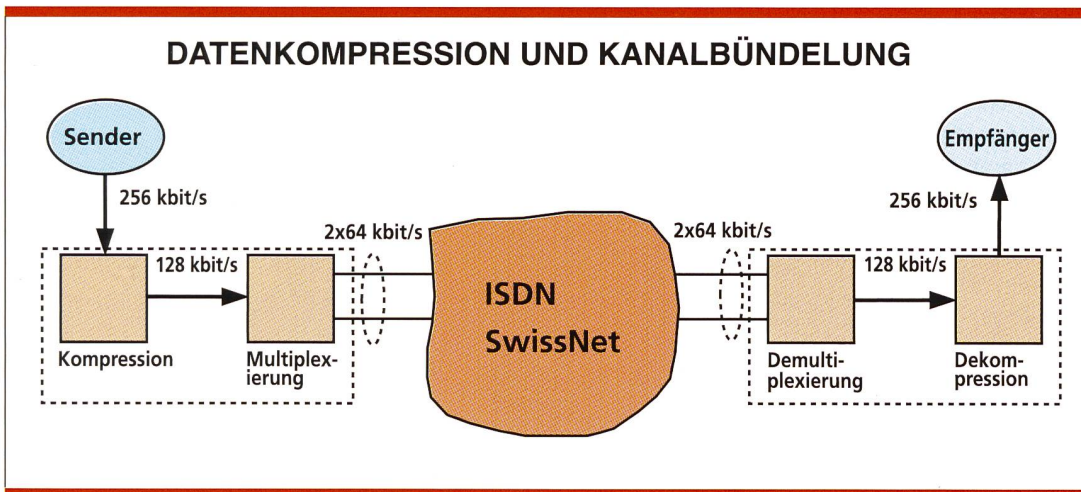 DATENKOMPRESSION UND KANALBÜNDELUNG
Sender
Empfänger
256 kbit/s
256 kbit/s
2x64 kbit/s
2x64 kbit/s
128 kbit/s
128 kbit/s
ISDN
SwissNet
Kompression
Multiplex-
ierung
Demulti-
plexierung
Dekom-
pression